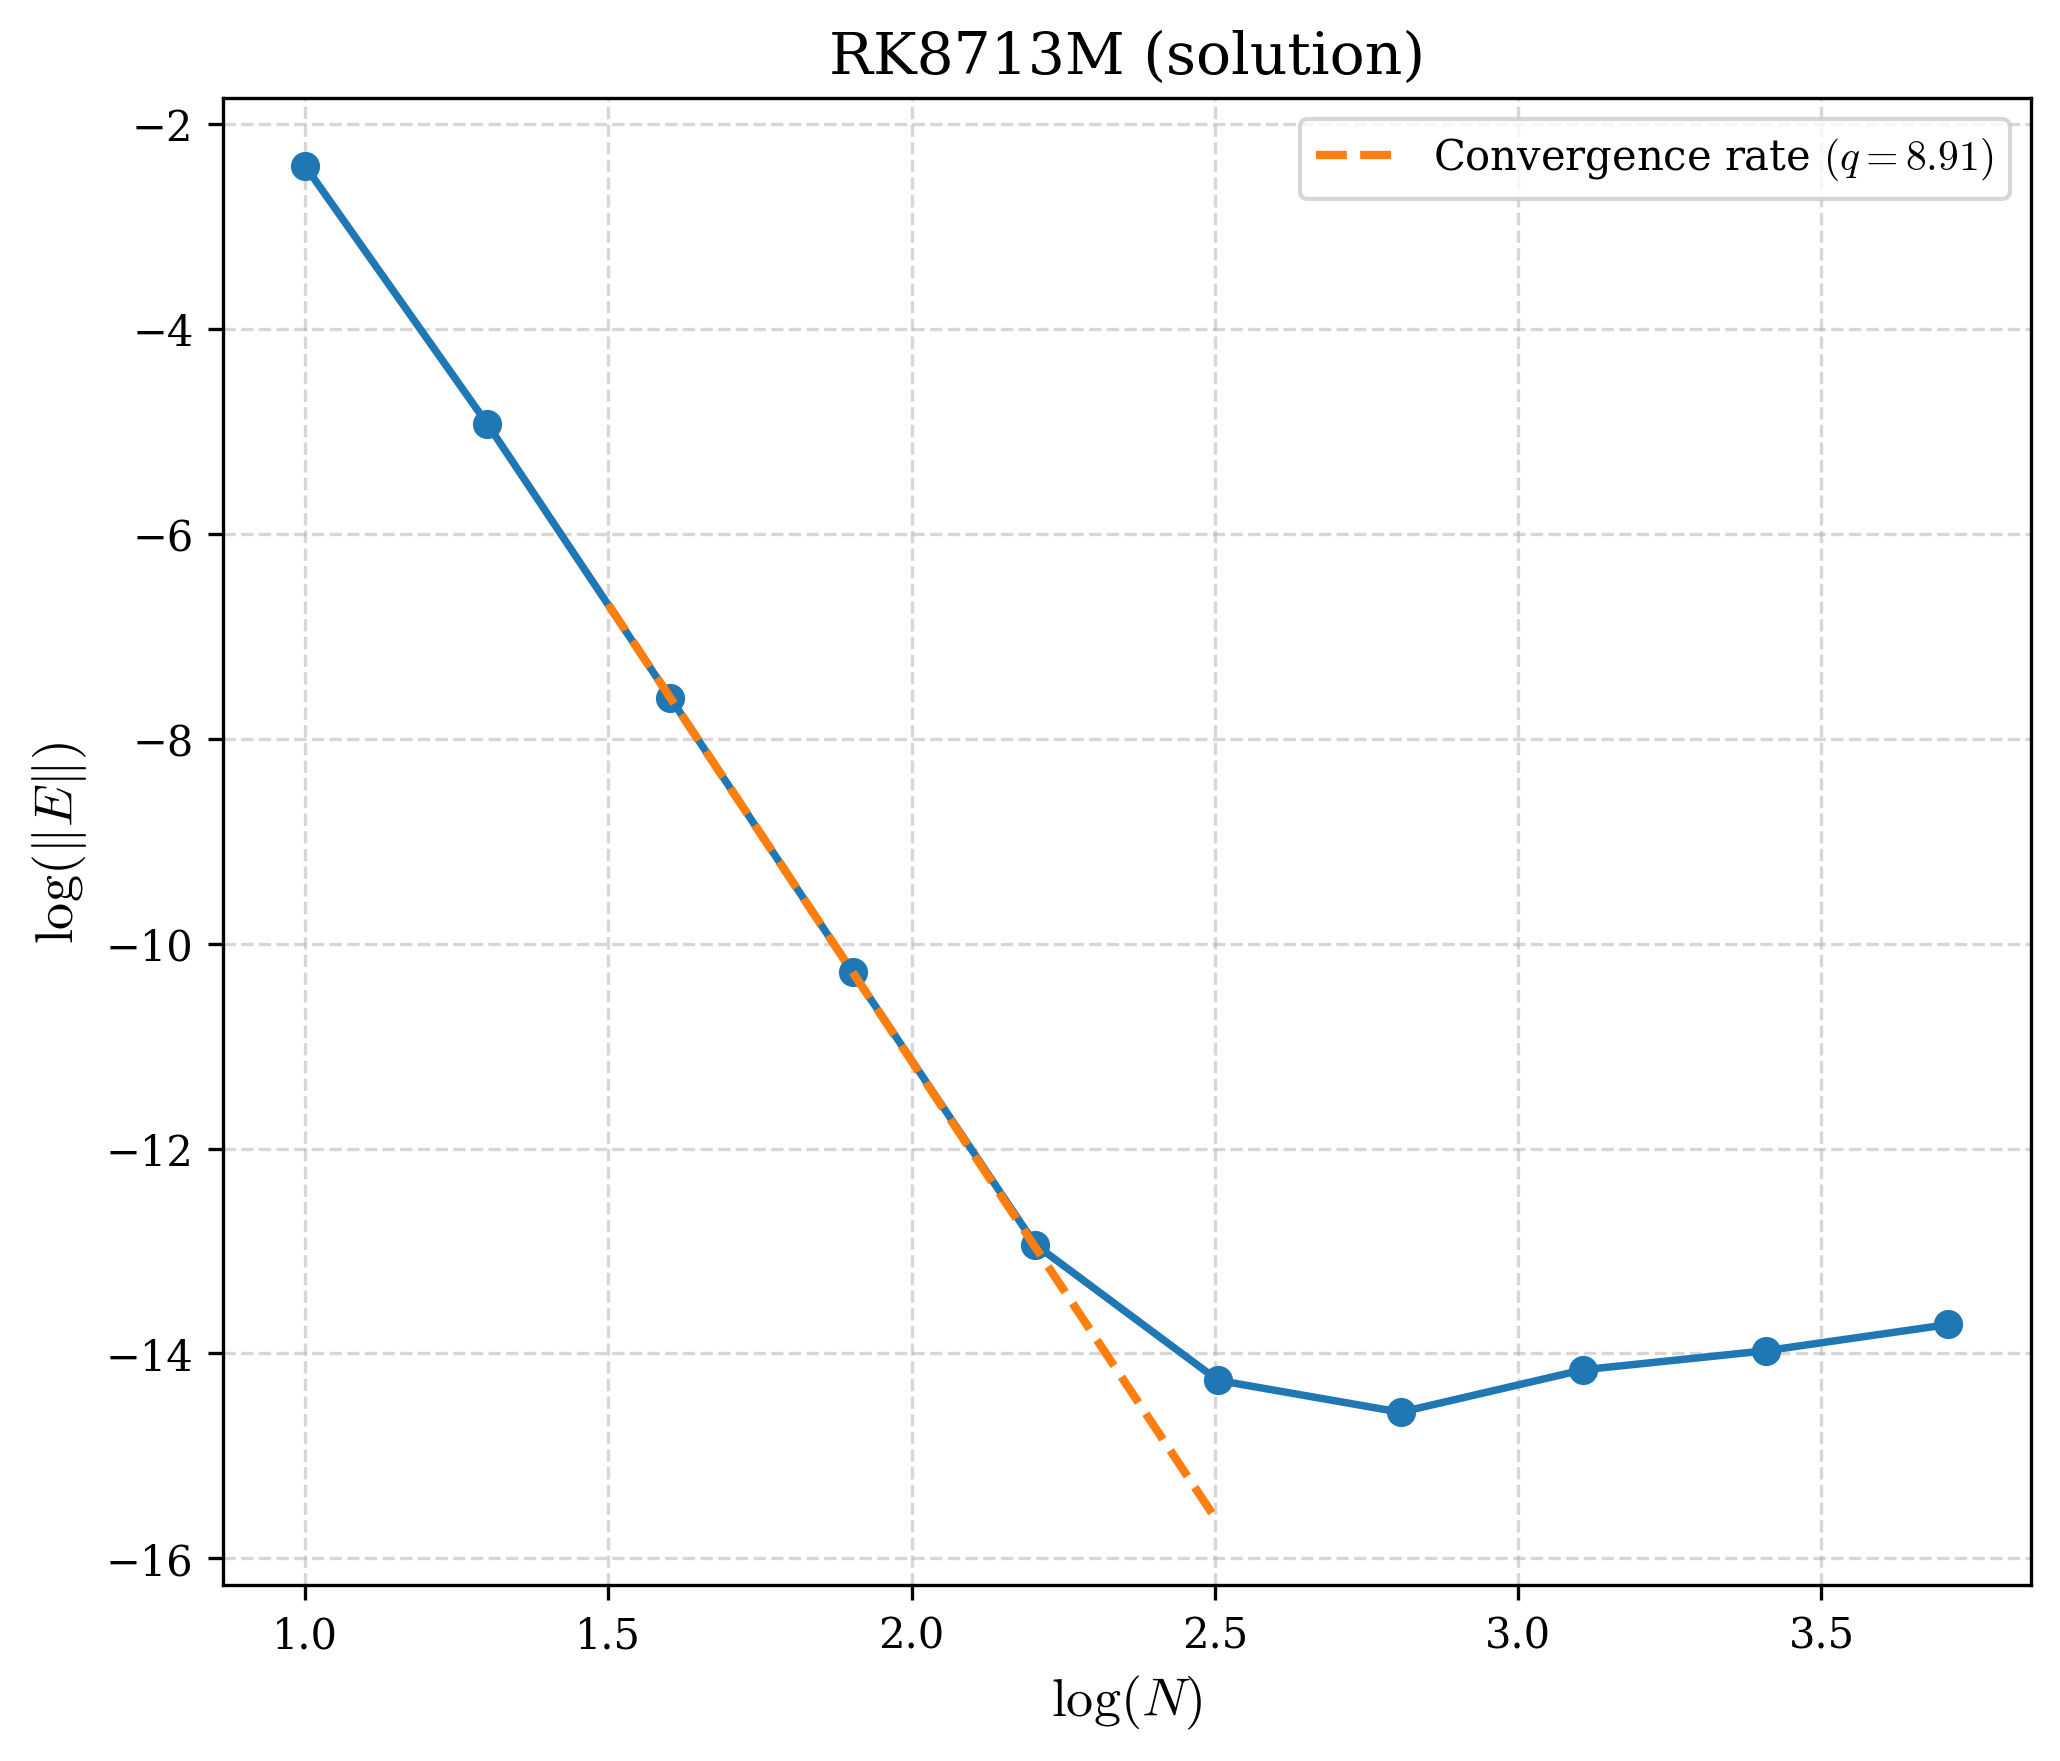 RK8713M (solution)
Convergence rate (q = 8.91)
log(||E||)
−2
−4
−6
−8
−10
−12
−14
−16
1.0 1.5 2.0 2.5 3.0 3.5
log(N)